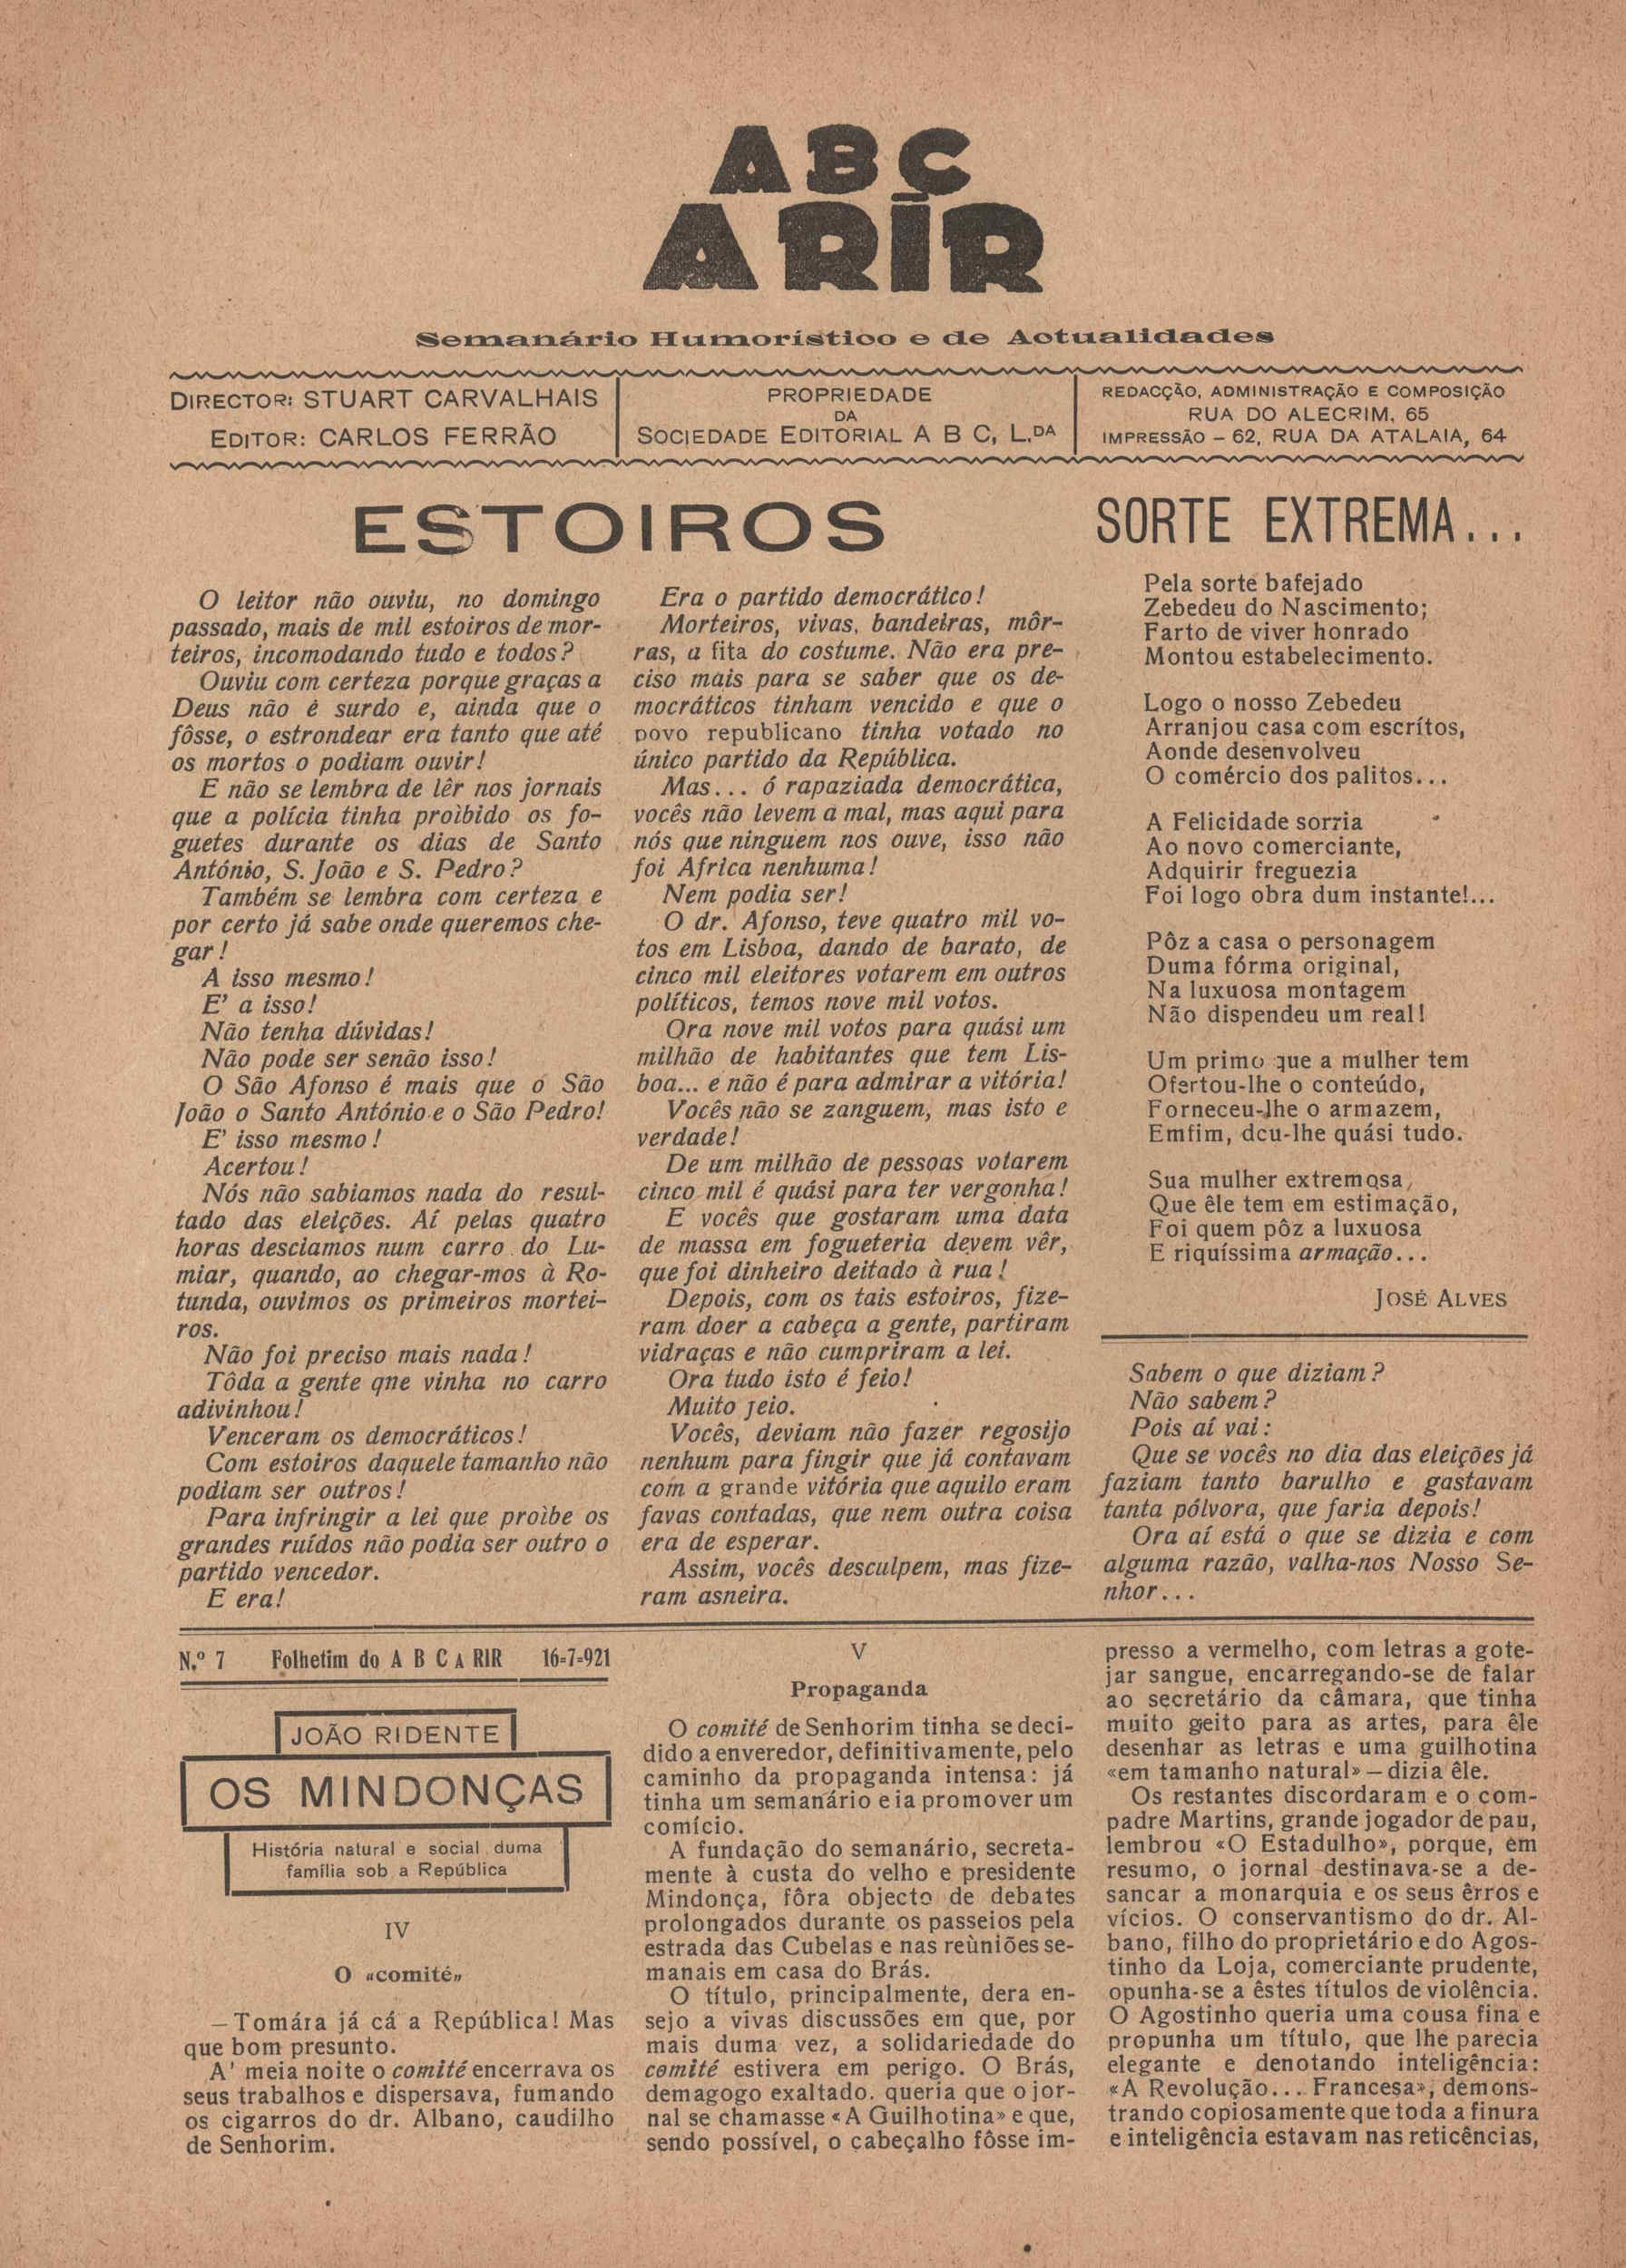 ABC
A RIR
Semanário Humorístico e de Actualidades
DIRECTOR: STUART CARVALHAIS
EDITOR: CARLOS FERRÃO
PROPRIEDADE
DA
SOCIEDADE EDITORIAL A B C, L.DA
REDACÇÃO, ADMINISTRAÇÃO E COMPOSIÇÃO
RUA DO ALECRIM, 65
IMPRESSÃO – 62, RUA DA ATALAIA, 64
ESTOIROS
O leitor não ouviu, no domingo
passado, mais de mil estoiros de mor-
teiros, incomodando tudo e todos?
Ouviu com certeza porque graças a
Deus não é surdo e, ainda que o
fôsse, o estrondear era tanto que até
os mortos o podiam ouvir!
E não se lembra de lêr nos jornais
que a polícia tinha proìbido os fo-
guetes durante os dias de Santo
António, S. João e S. Pedro?
Também se lembra com certeza e
por certo já sabe onde queremos che-
gar!
A isso mesmo!
E' a isso!
Não tenha dúvidas!
Não pode ser senão isso!
O São Afonso é mais que o São
João o Santo António e o São Pedro!
E' isso mesmo!
Acertou!
Nós não sabiamos nada do resul-
tado das eleições. Aí pelas quatro
horas desciamos num carro do Lu-
miar, quando, ao chegar-mos à Ro-
tunda, ouvimos os primeiros mortei-
ros.
Não foi preciso mais nada!
Tôda a gente qne vinha no carro
adivinhou!
Venceram os democráticos!
Com estoiros daquele tamanho não
podiam ser outros!
Para infringir a lei que proìbe os
grandes ruídos não podia ser outro o
partido vencedor.
E era!
Era o partido democrático!
Morteiros, vivas, bandeiras, môr-
ras, a fita do costume. Não era pre-
ciso mais para se saber que os de-
mocráticos tinham vencido e que o
povo republicano tinha votado no
único partido da República.
Mas... ó rapaziada democrática,
vocês não levem a mal, mas aqui para
nós que ninguem nos ouve, isso não
foi Africa nenhuma!
Nem podia ser!
O dr. Afonso, teve quatro mil vo-
tos em Lisboa, dando de barato, de
cinco mil eleitores votarem em outros
políticos, temos nove mil votos.
Ora nove mil votos para quási um
milhão de habitantes que tem Lis-
boa... e não é para admirar a vitória!
Vocês não se zanguem, mas isto e
verdade!
De um milhão de pessoas votarem
cinco mil é quási para ter vergonha!
E vocês que gostaram uma data
de massa em fogueteria devem vêr,
que foi dinheiro deitado à rua!
Depois, com os tais estoiros, fize-
ram doer a cabeça a gente, partiram
vidraças e não cumpriram a lei.
Ora tudo isto é feio!
Muito feio.
Vocês, deviam não fazer regosijo
nenhum para fingir que já contavam
com a grande vitória que aquilo eram
favas contadas, que nem outra coisa
era de esperar.
Assim, vocês desculpem, mas fize-
ram asneira.
SORTE EXTREMA...
Pela sorte bafejado
Zebedeu do Nascimento;
Farto de viver honrado
Montou estabelecimento.
Logo o nosso Zebedeu
Arranjou casa com escrítos,
Aonde desenvolveu
O comércio dos palitos...
A Felicidade sorria
Ao novo comerciante,
Adquirir freguezia
Foi logo obra dum instante!...
Pôz a casa o personagem
Duma fórma original,
Na luxuosa montagem
Não dispendeu um real!
Um primo que a mulher tem
Ofertou-lhe o conteúdo,
Forneceu-lhe o armazem,
Emfim, dcu-lhe quási tudo.
Sua mulher extremosa,
Que êle tem em estimação,
Foi quem pôz a luxuosa
E riquíssima armação...
JOSÉ ALVES
Sabem o que diziam?
Não sabem?
Pois aí vai:
Que se vocês no dia das eleições já
faziam tanto barulho e gastavam
tanta pólvora, que faria depois!
Ora aí está o que se dizia e com
alguma razão, valha-nos Nosso Se-
nhor...
N.º 7 Folhetim do A B C A RIR 16-7-921
JOÃO RIDENTE
OS MINDONÇAS
História natural e social duma
família sob a República
IV
O «comité»
—Tomára já cá a República! Mas
que bom presunto.
A' meia noite o comité encerrava os
seus trabalhos e dispersava, fumando
os cigarros do dr. Albano, caudilho
de Senhorim.
V
Propaganda
O comité de Senhorim tinha se deci-
dido a enveredor, definitivamente, pelo
caminho da propaganda intensa: já
tinha um semanário e ia promover um
comício.
A fundação do semanário, secreta-
mente à custa do velho e presidente
Mindonça, fôra objecto de debates
prolongados durante os passeios pela
estrada das Cubelas e nas reùniões se-
manais em casa do Brás.
O título, principalmente, dera en-
sejo a vivas discussões em que, por
mais duma vez, a solidariedade do
comité estivera em perigo. O Brás,
demagogo exaltado. queria que o jor-
nal se chamasse «A Guilhotina» e que,
sendo possível, o cabeçalho fôsse im-
presso a vermelho, com letras a gote-
jar sangue, encarregando-se de falar
ao secretário da câmara, que tinha
muito geito para as artes, para êle
desenhar as letras e uma guilhotina
«em tamanho natural» — dizia êle.
Os restantes discordaram e o com-
padre Martins, grande jogador de pau,
lembrou «O Estadulho», porque, em
resumo, o jornal destinava-se a de-
sancar a monarquia e os seus êrros e
vícios. O conservantismo do dr. Al-
bano, filho do proprietário e do Agos-
tinho da Loja, comerciante prudente,
opunha-se a êstes títulos de violência.
O Agostinho queria uma cousa fina e
propunha um título, que lhe parecia
elegante e denotando inteligência:
«A Revolução... Francesa», demons-
trando copiosamente que toda a finura
e inteligência estavam nas reticências,